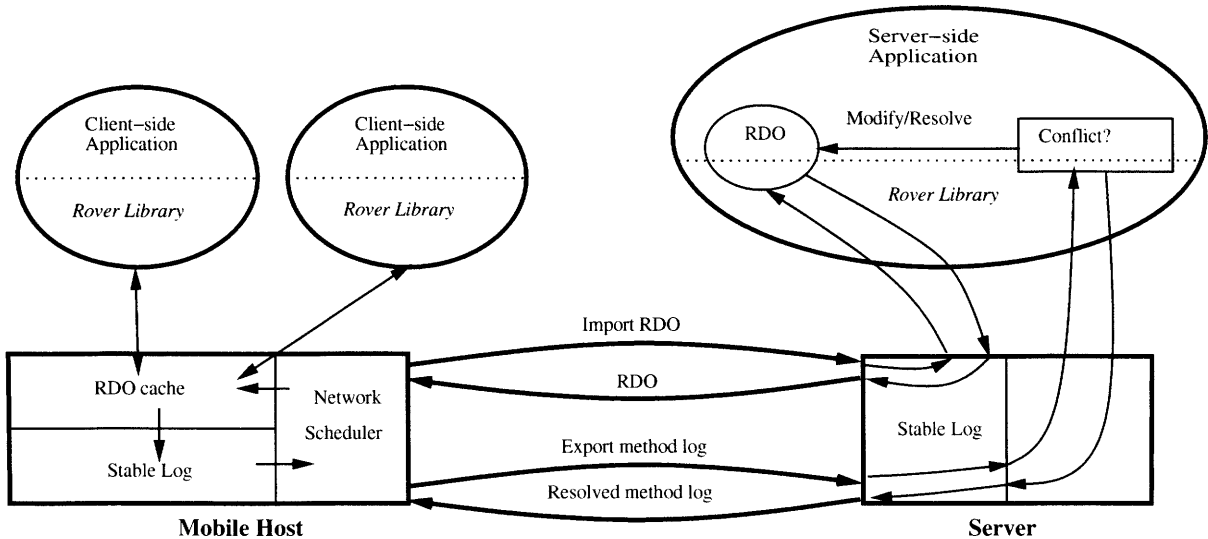 Server-side
Application
Client-side
Application
Client-side
Application
RDO
Modify/Resolve
Conflict?
Rover Library
Rover Library
Rover Library
Import RDO
RDO cache
Network
Scheduler
RDO
Stable Log
Export method log
Stable Log
Resolved method log
Mobile Host
Server